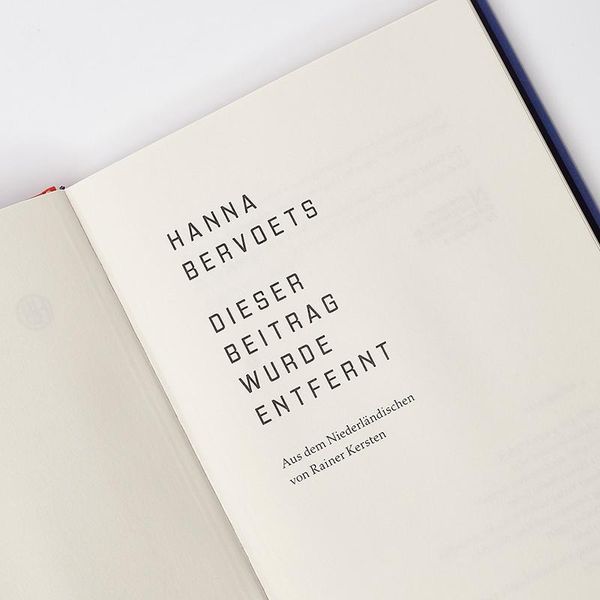 HANNA
BERVOETS
DIESER
BEITRAG
WURDE
ENTFERNT
Aus dem Niederländischen
von Rainer Kersten